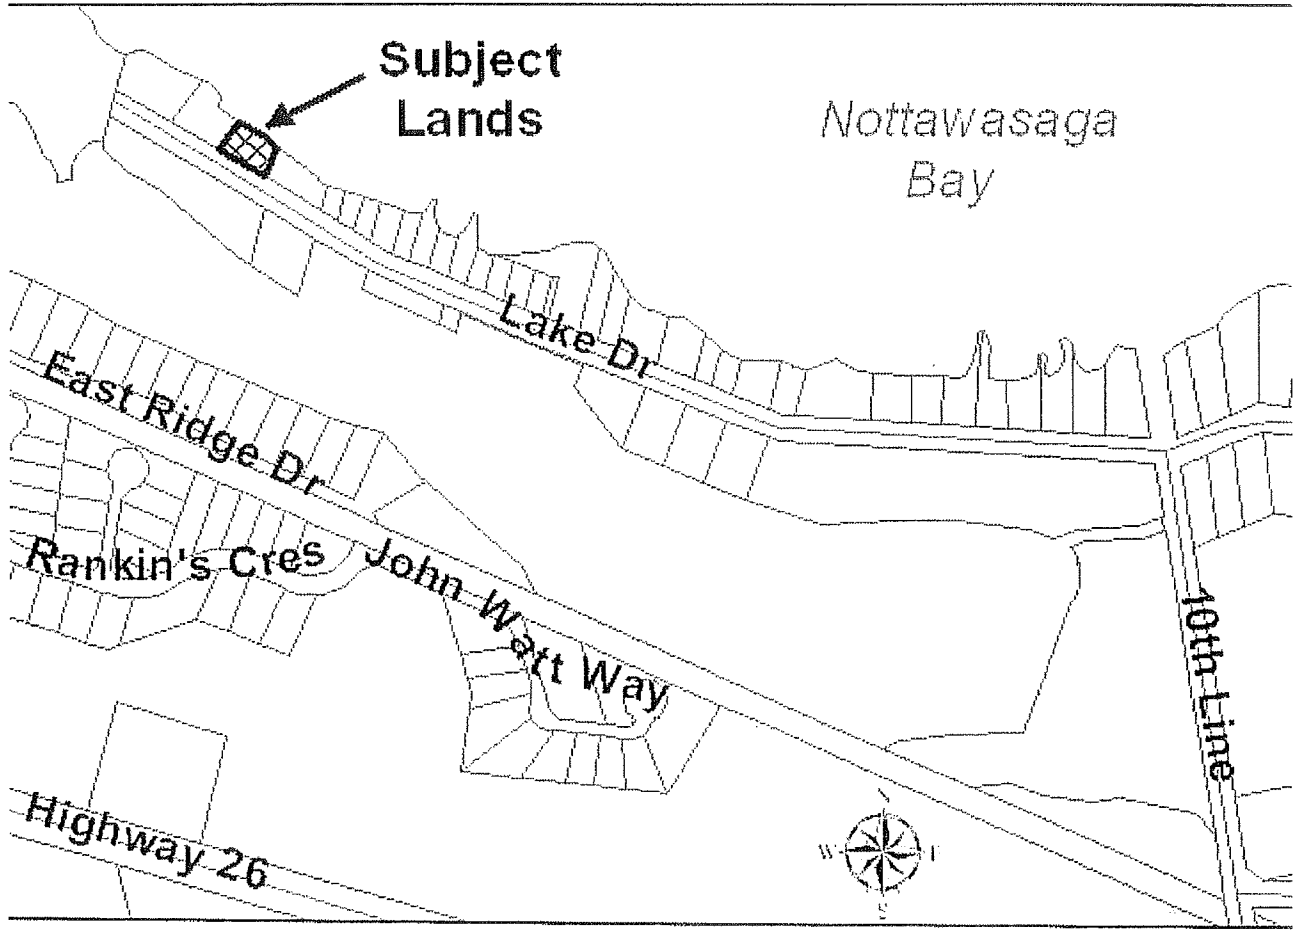 Subject
Lands
Nottawasaga
Bay
Lake Dr
East Ridge Dr
Rankin's Cres
John Watt Way
10th Line
Highway 26
W